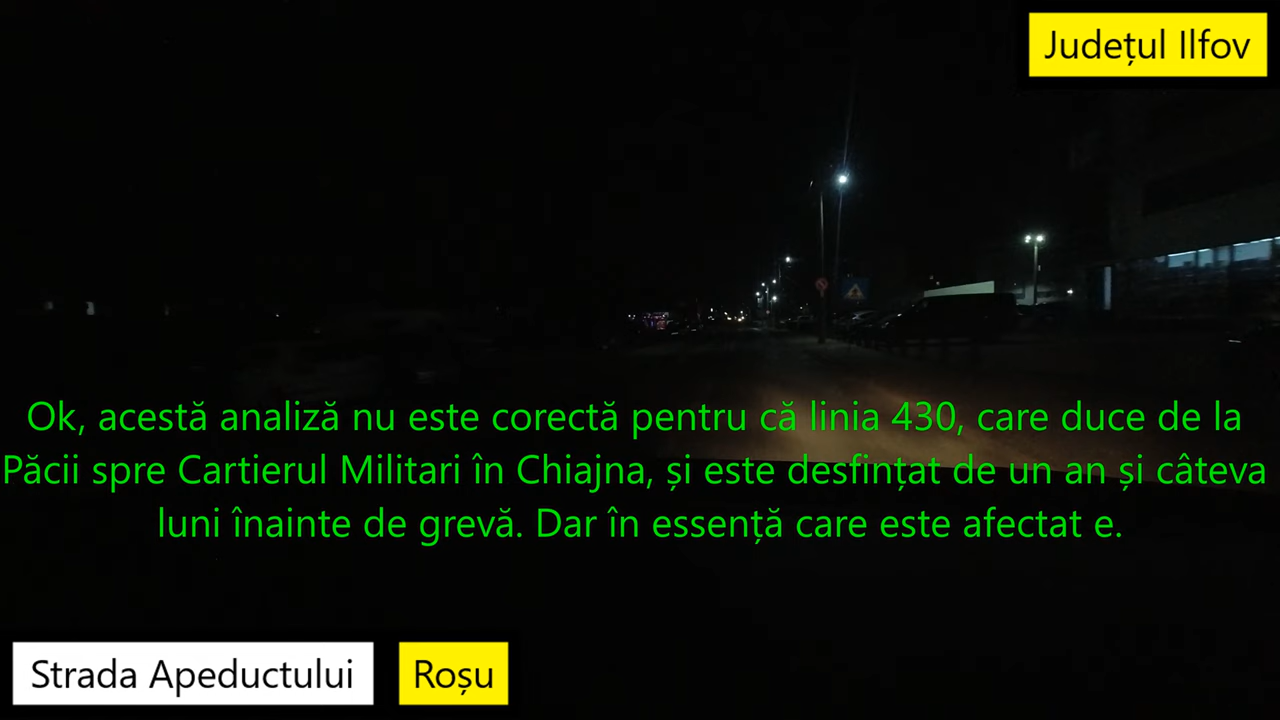 Județul Ilfov
Ok, acestă analiză nu este corectă pentru că linia 430, care duce de la
Păcii spre Cartierul Militari în Chiajna, și este desfințat de un an și câteva
luni înainte de grevă. Dar în essență care este afectat e.
Strada Apeductului
Roșu